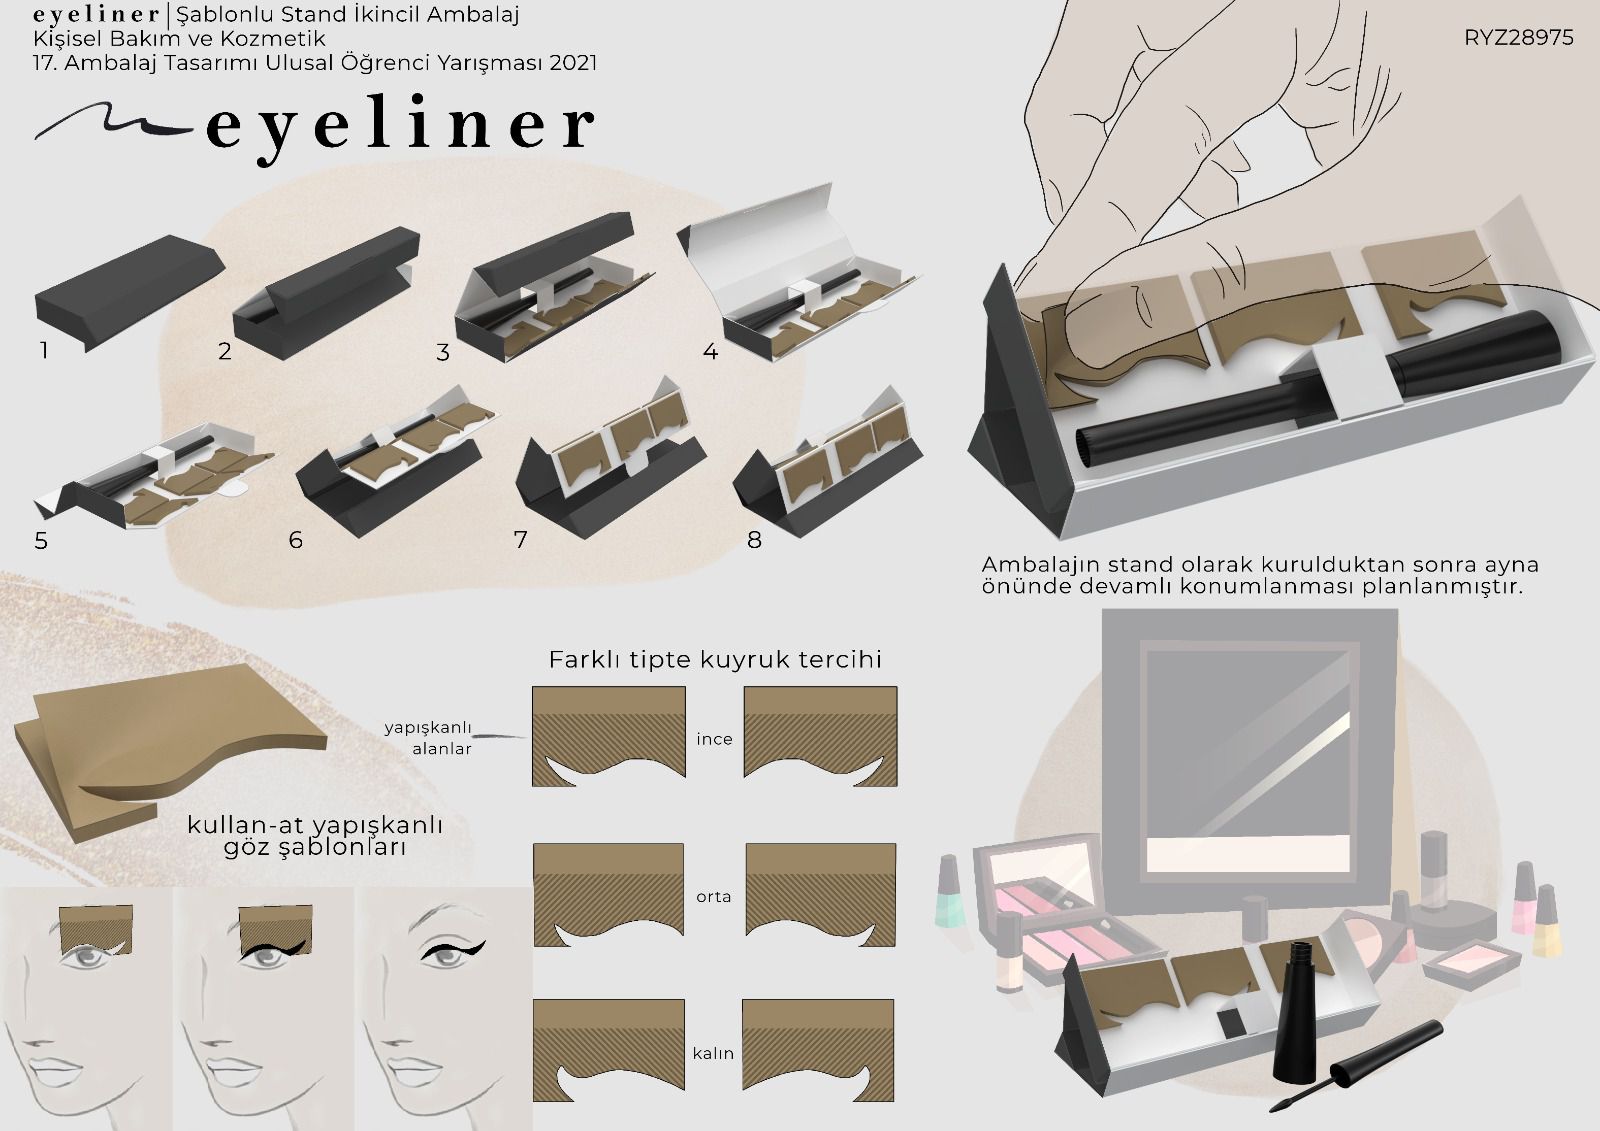 eyeliner|Şablonlu Stand İkincil Ambalaj
Kişisel Bakım ve Kozmetik
17. Ambalaj Tasarımı Ulusal Öğrenci Yarışması 2021
RYZ28975
eyeliner
1
2
3
4
5
6
7
8
Ambalajın stand olarak kurulduktan sonra ayna
önünde devamlı konumlanması planlanmıştır.
Farklı tipte kuyruk tercihi
yapışkanlı
alanlar
ince
kullan-at yapışkanlı
göz şablonları
orta
kalın